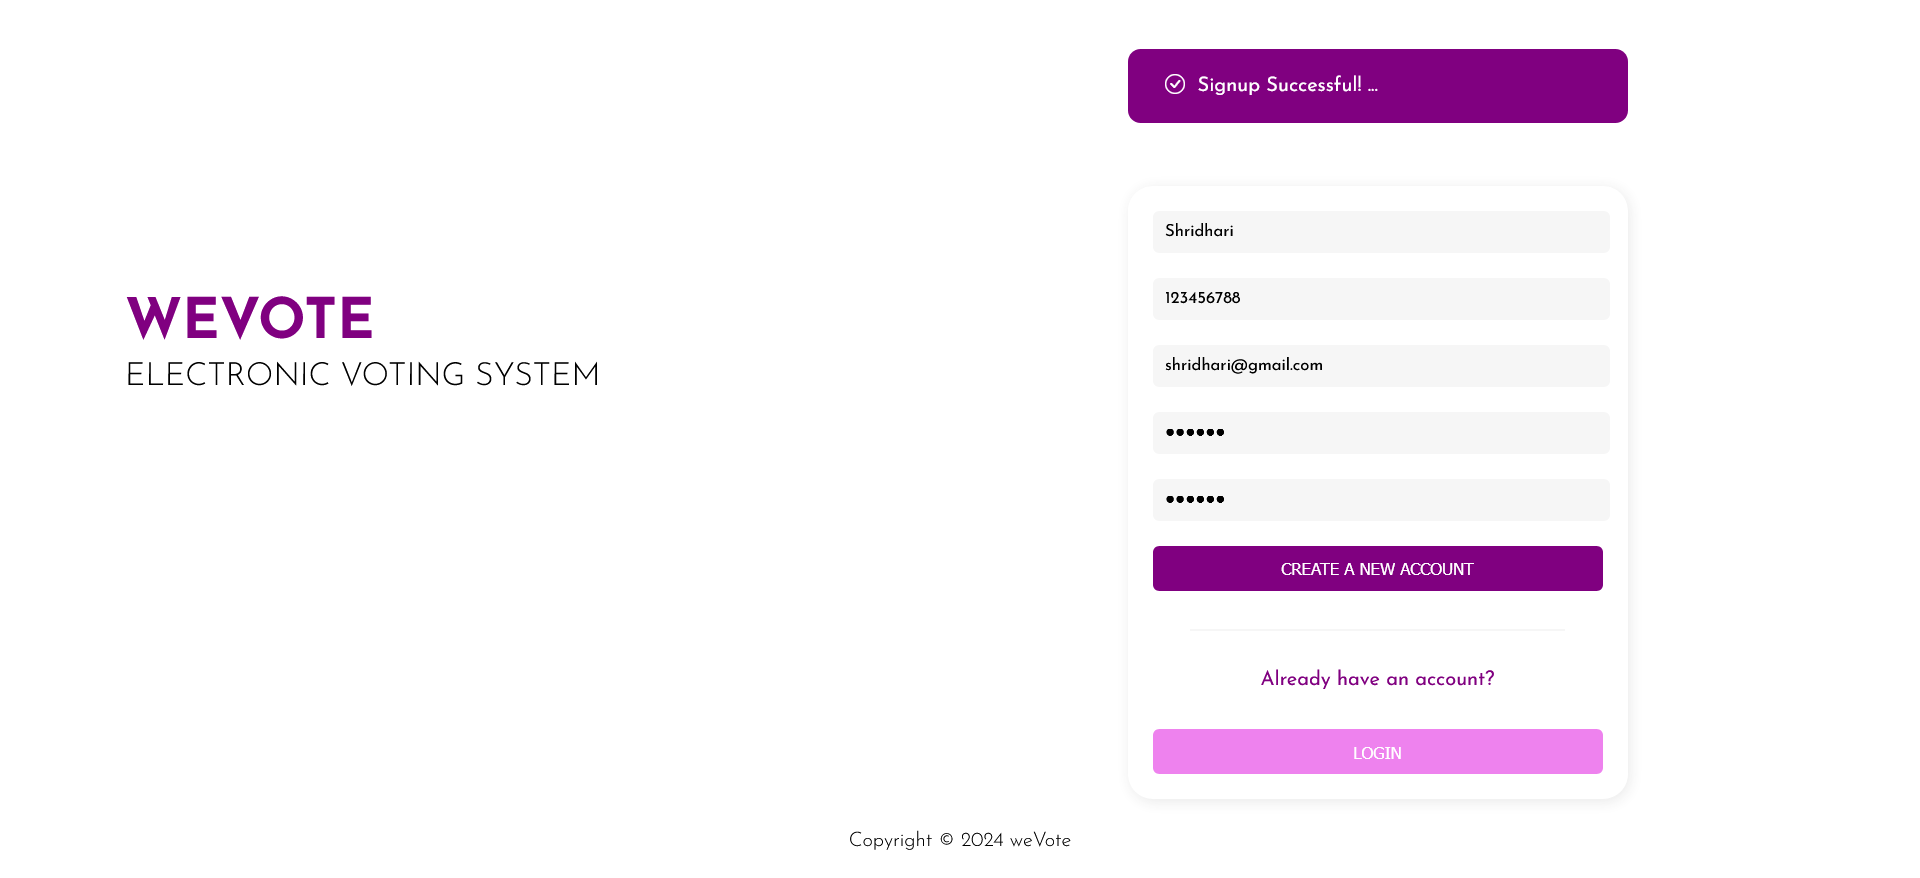 WEVOTE
ELECTRONIC VOTING SYSTEM
Signup Successful! ...
Shridhari
123456788
shridhari@gmail.com
••••••
••••••
CREATE A NEW ACCOUNT
Already have an account?
LOGIN
Copyright © 2024 weVote